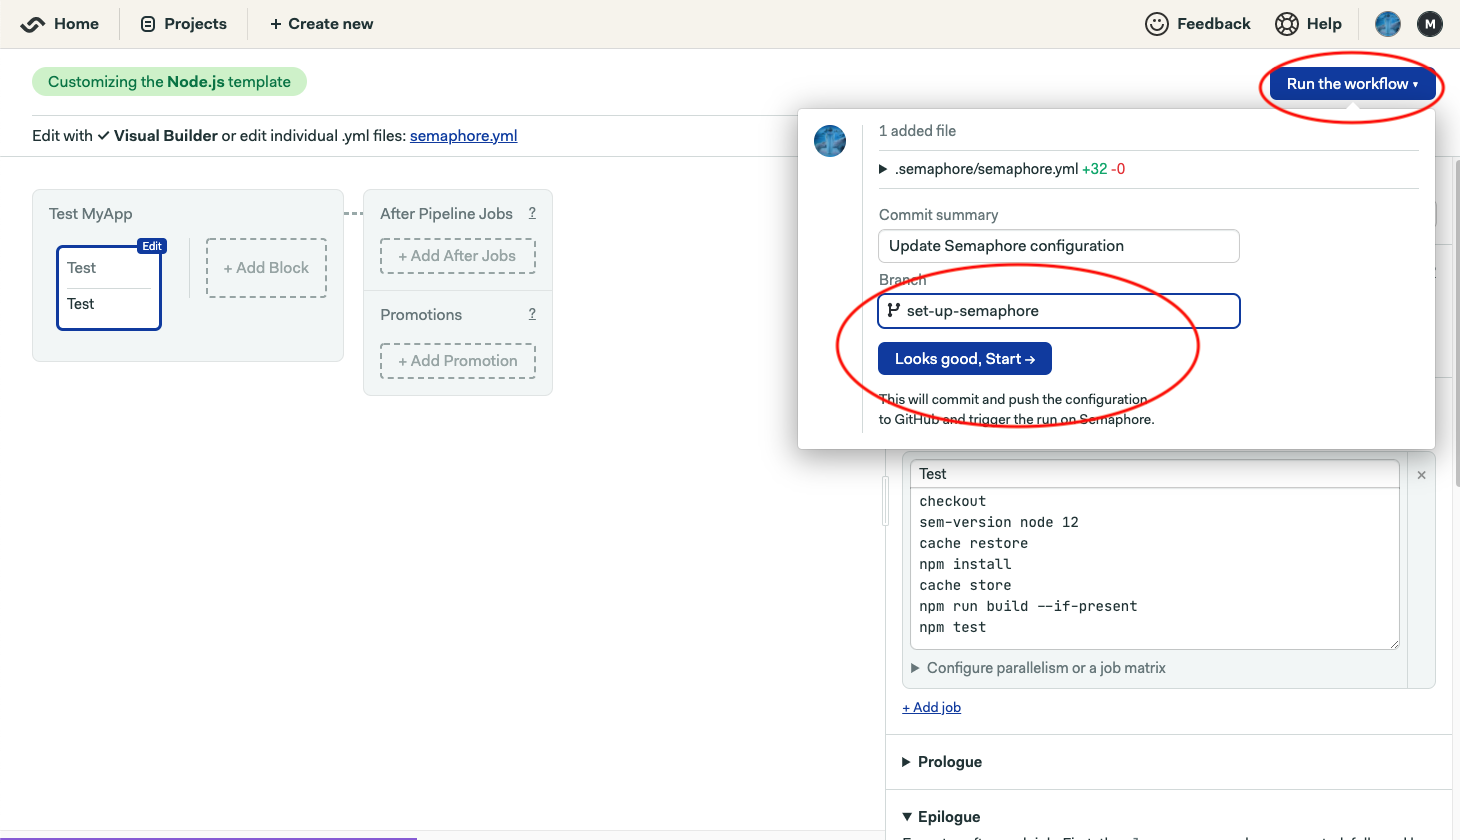 Home
Projects
+ Create new
Feedback
Help
M
Customizing the Node.js template
Run the workflow ▾
Edit with ✓ Visual Builder or edit individual .yml files: semaphore.yml
1 added file
▶ .semaphore/semaphore.yml +32 -0
Commit summary
Update Semaphore configuration
Branch
set-up-semaphore
Looks good, Start →
This will commit and push the configuration
to GitHub and trigger the run on Semaphore.
Test MyApp
Edit
Test
Test
+ Add Block
After Pipeline Jobs ?
+ Add After Jobs
Promotions ?
+ Add Promotion
Test
×
checkout
sem-version node 12
cache restore
npm install
cache store
npm run build --if-present
npm test
▶ Configure parallelism or a job matrix
+ Add job
▶ Prologue
▼ Epilogue